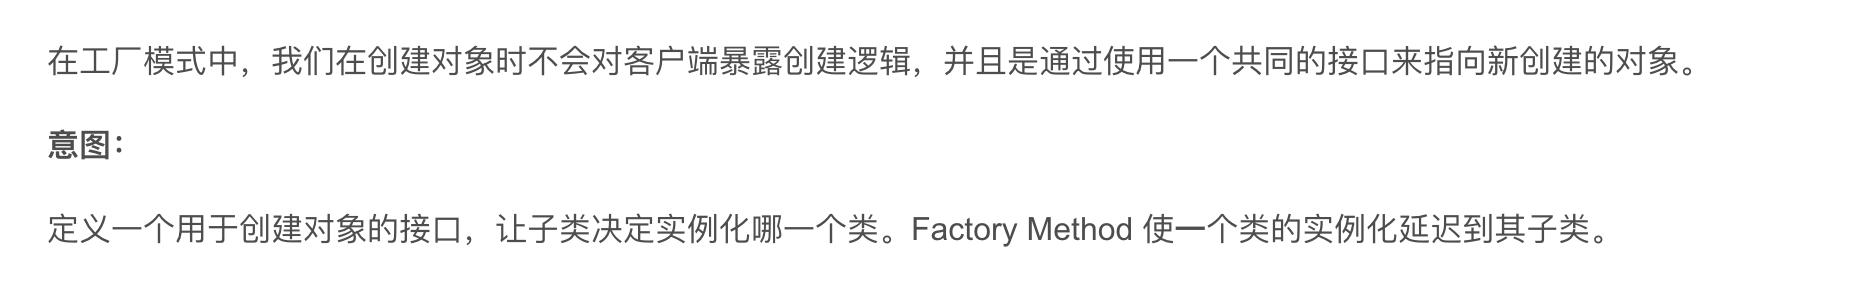 在工厂模式中，我们在创建对象时不会对客户端暴露创建逻辑，并且是通过使用一个共同的接口来指向新创建的对象。
意图：
定义一个用于创建对象的接口，让子类决定实例化哪一个类。Factory Method 使一个类的实例化延迟到其子类。